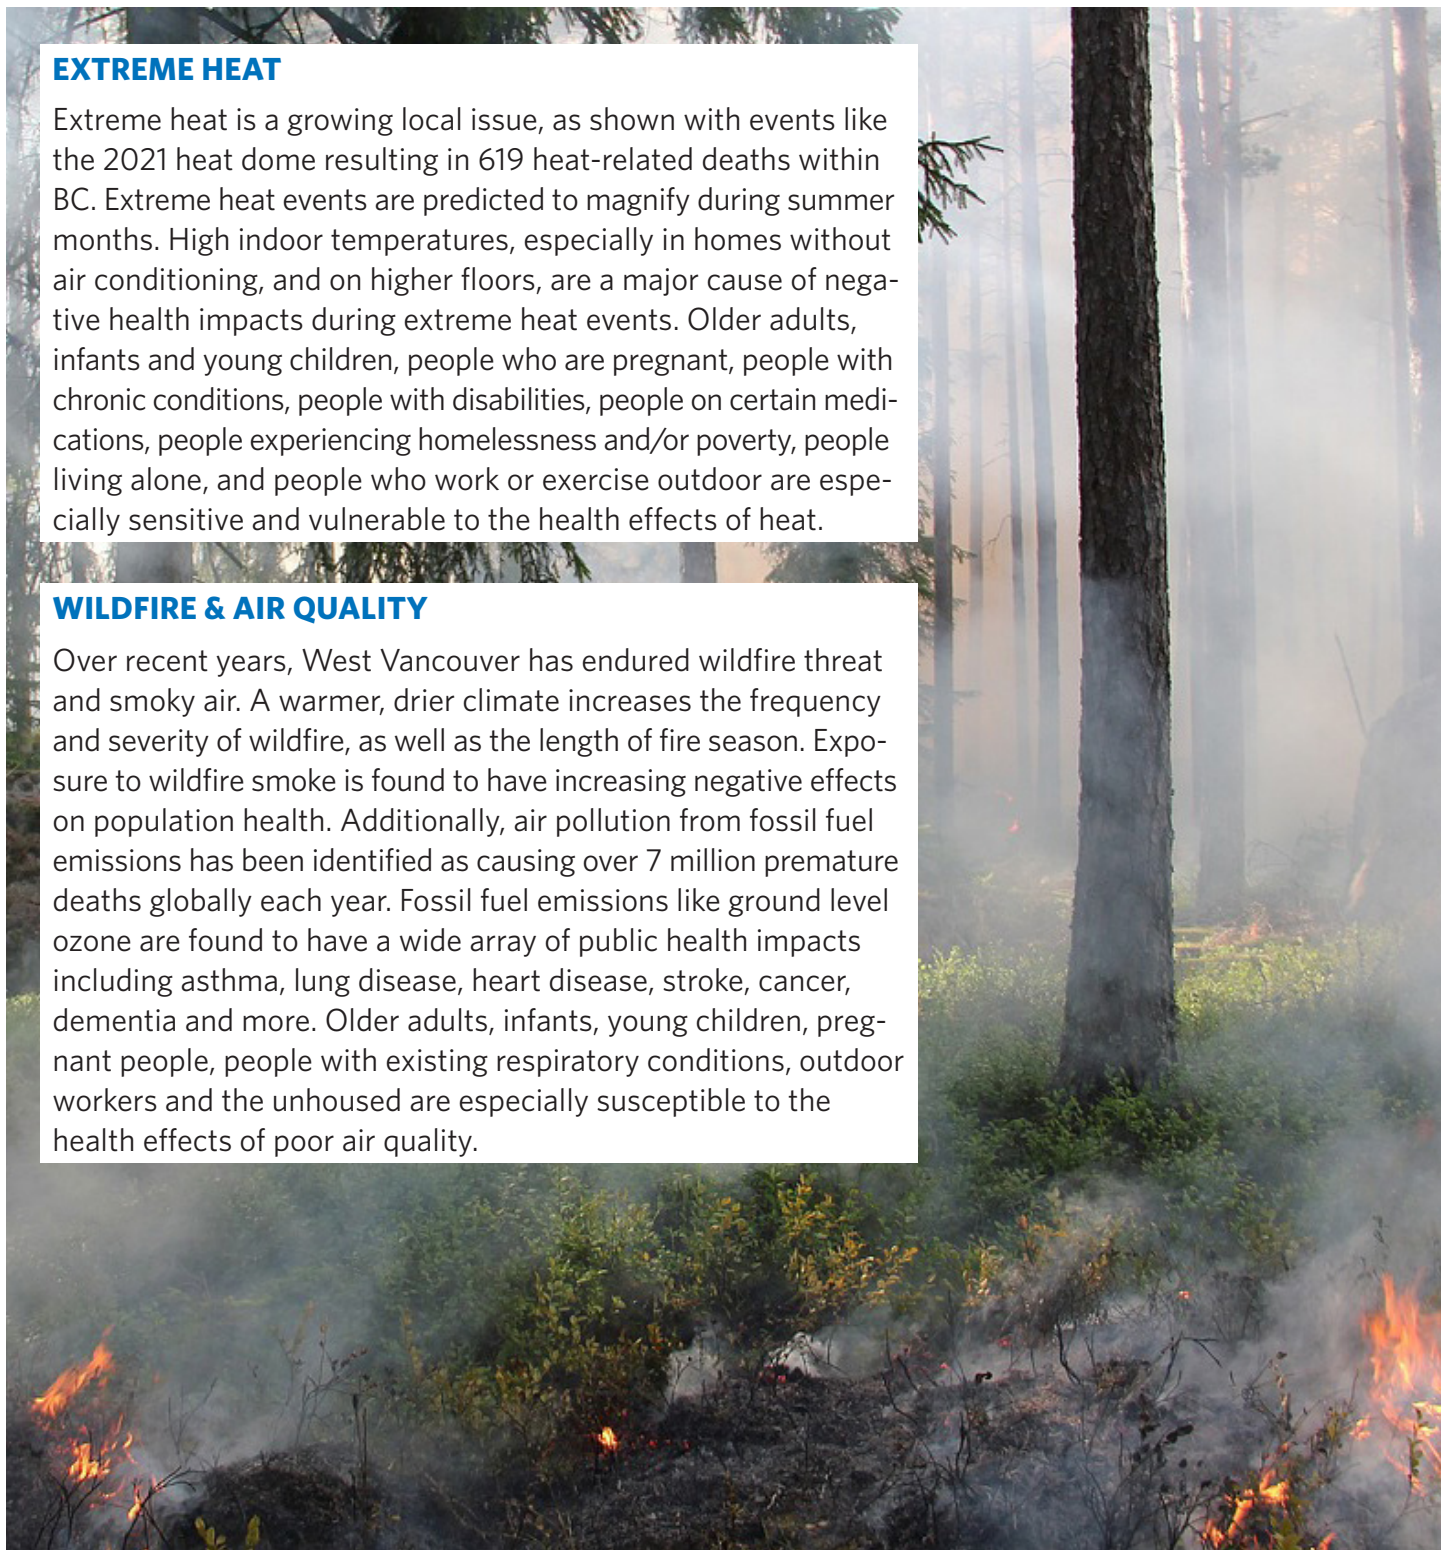 EXTREME HEAT
Extreme heat is a growing local issue, as shown with events like
the 2021 heat dome resulting in 619 heat-related deaths within
BC. Extreme heat events are predicted to magnify during summer
months. High indoor temperatures, especially in homes without
air conditioning, and on higher floors, are a major cause of nega-
tive health impacts during extreme heat events. Older adults,
infants and young children, people who are pregnant, people with
chronic conditions, people with disabilities, people on certain medi-
cations, people experiencing homelessness and/or poverty, people
living alone, and people who work or exercise outdoor are espe-
cially sensitive and vulnerable to the health effects of heat.
WILDFIRE & AIR QUALITY
Over recent years, West Vancouver has endured wildfire threat
and smoky air. A warmer, drier climate increases the frequency
and severity of wildfire, as well as the length of fire season. Expo-
sure to wildfire smoke is found to have increasing negative effects
on population health. Additionally, air pollution from fossil fuel
emissions has been identified as causing over 7 million premature
deaths globally each year. Fossil fuel emissions like ground level
ozone are found to have a wide array of public health impacts
including asthma, lung disease, heart disease, stroke, cancer,
dementia and more. Older adults, infants, young children, preg-
nant people, people with existing respiratory conditions, outdoor
workers and the unhoused are especially susceptible to the
health effects of poor air quality.